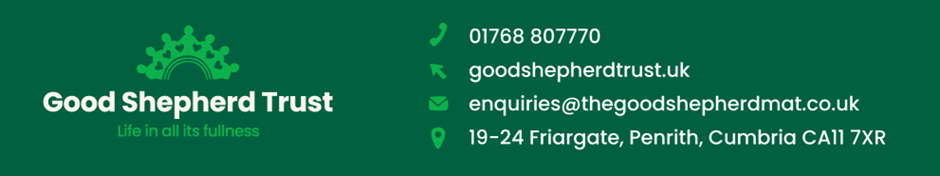 Good Shepherd Trust
Life in all its fullness
01768 807770
goodshepherdtrust.uk
enquiries@thegoodshepherdmat.co.uk
19-24 Friargate, Penrith, Cumbria CA11 7XR